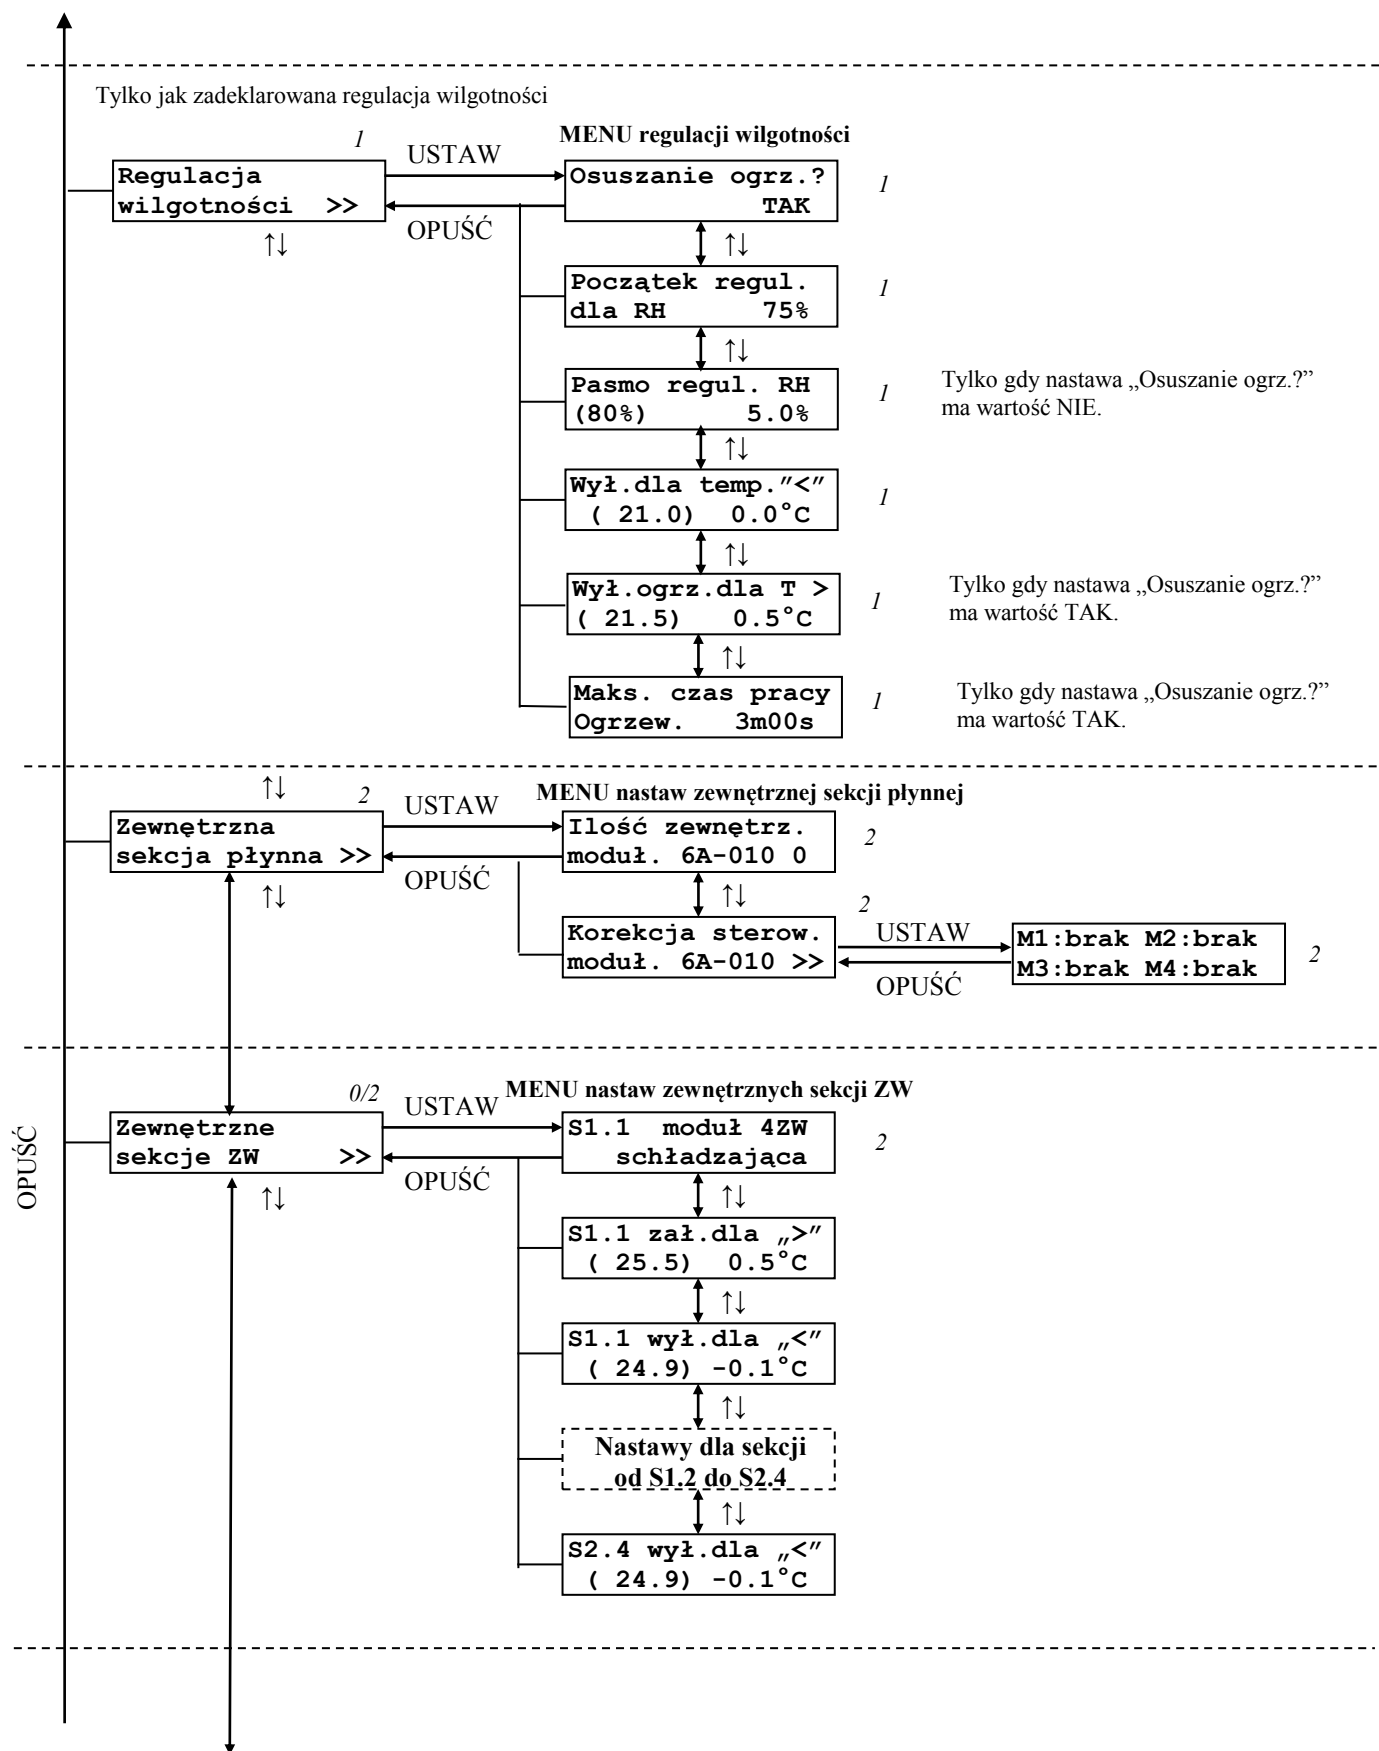 Tylko jak zadeklarowana regulacja wilgotności
1
USTAW
MENU regulacji wilgotności
Regulacja
wilgotności >>
OPUŚĆ
↑↓
Osuszanie ogrz.?
TAK
1
↑↓
Początek regul.
dla RH 75%
1
↑↓
Pasmo regul. RH
(80%) 5.0%
1
Tylko gdy nastawa „Osuszanie ogrz.?”
ma wartość NIE.
↑↓
Wył.dla temp."<"
( 21.0) 0.0°C
1
↑↓
Wył.ogrz.dla T >
( 21.5) 0.5°C
1
Tylko gdy nastawa „Osuszanie ogrz.?”
ma wartość TAK.
↑↓
Maks. czas pracy
Ogrzew. 3m00s
1
Tylko gdy nastawa „Osuszanie ogrz.?”
ma wartość TAK.
↑↓
2
USTAW
MENU nastaw zewnętrznej sekcji płynnej
Zewnętrzna
sekcja płynna >>
OPUŚĆ
↑↓
Ilość zewnętrz.
moduł. 6A-010 0
2
↑↓
2
Korekcja sterow.
moduł. 6A-010 >>
USTAW
OPUŚĆ
M1:brak M2:brak
M3:brak M4:brak
2
OPUŚĆ
0/2
USTAW
MENU nastaw zewnętrznych sekcji ZW
Zewnętrzne
sekcje ZW >>
OPUŚĆ
↑↓
S1.1 moduł 4ZW
schładzająca
2
↑↓
S1.1 zał.dla „>"
( 25.5) 0.5°C
↑↓
S1.1 wył.dla „<"
( 24.9) -0.1°C
↑↓
Nastawy dla sekcji
od S1.2 do S2.4
↑↓
S2.4 wył.dla „<"
( 24.9) -0.1°C